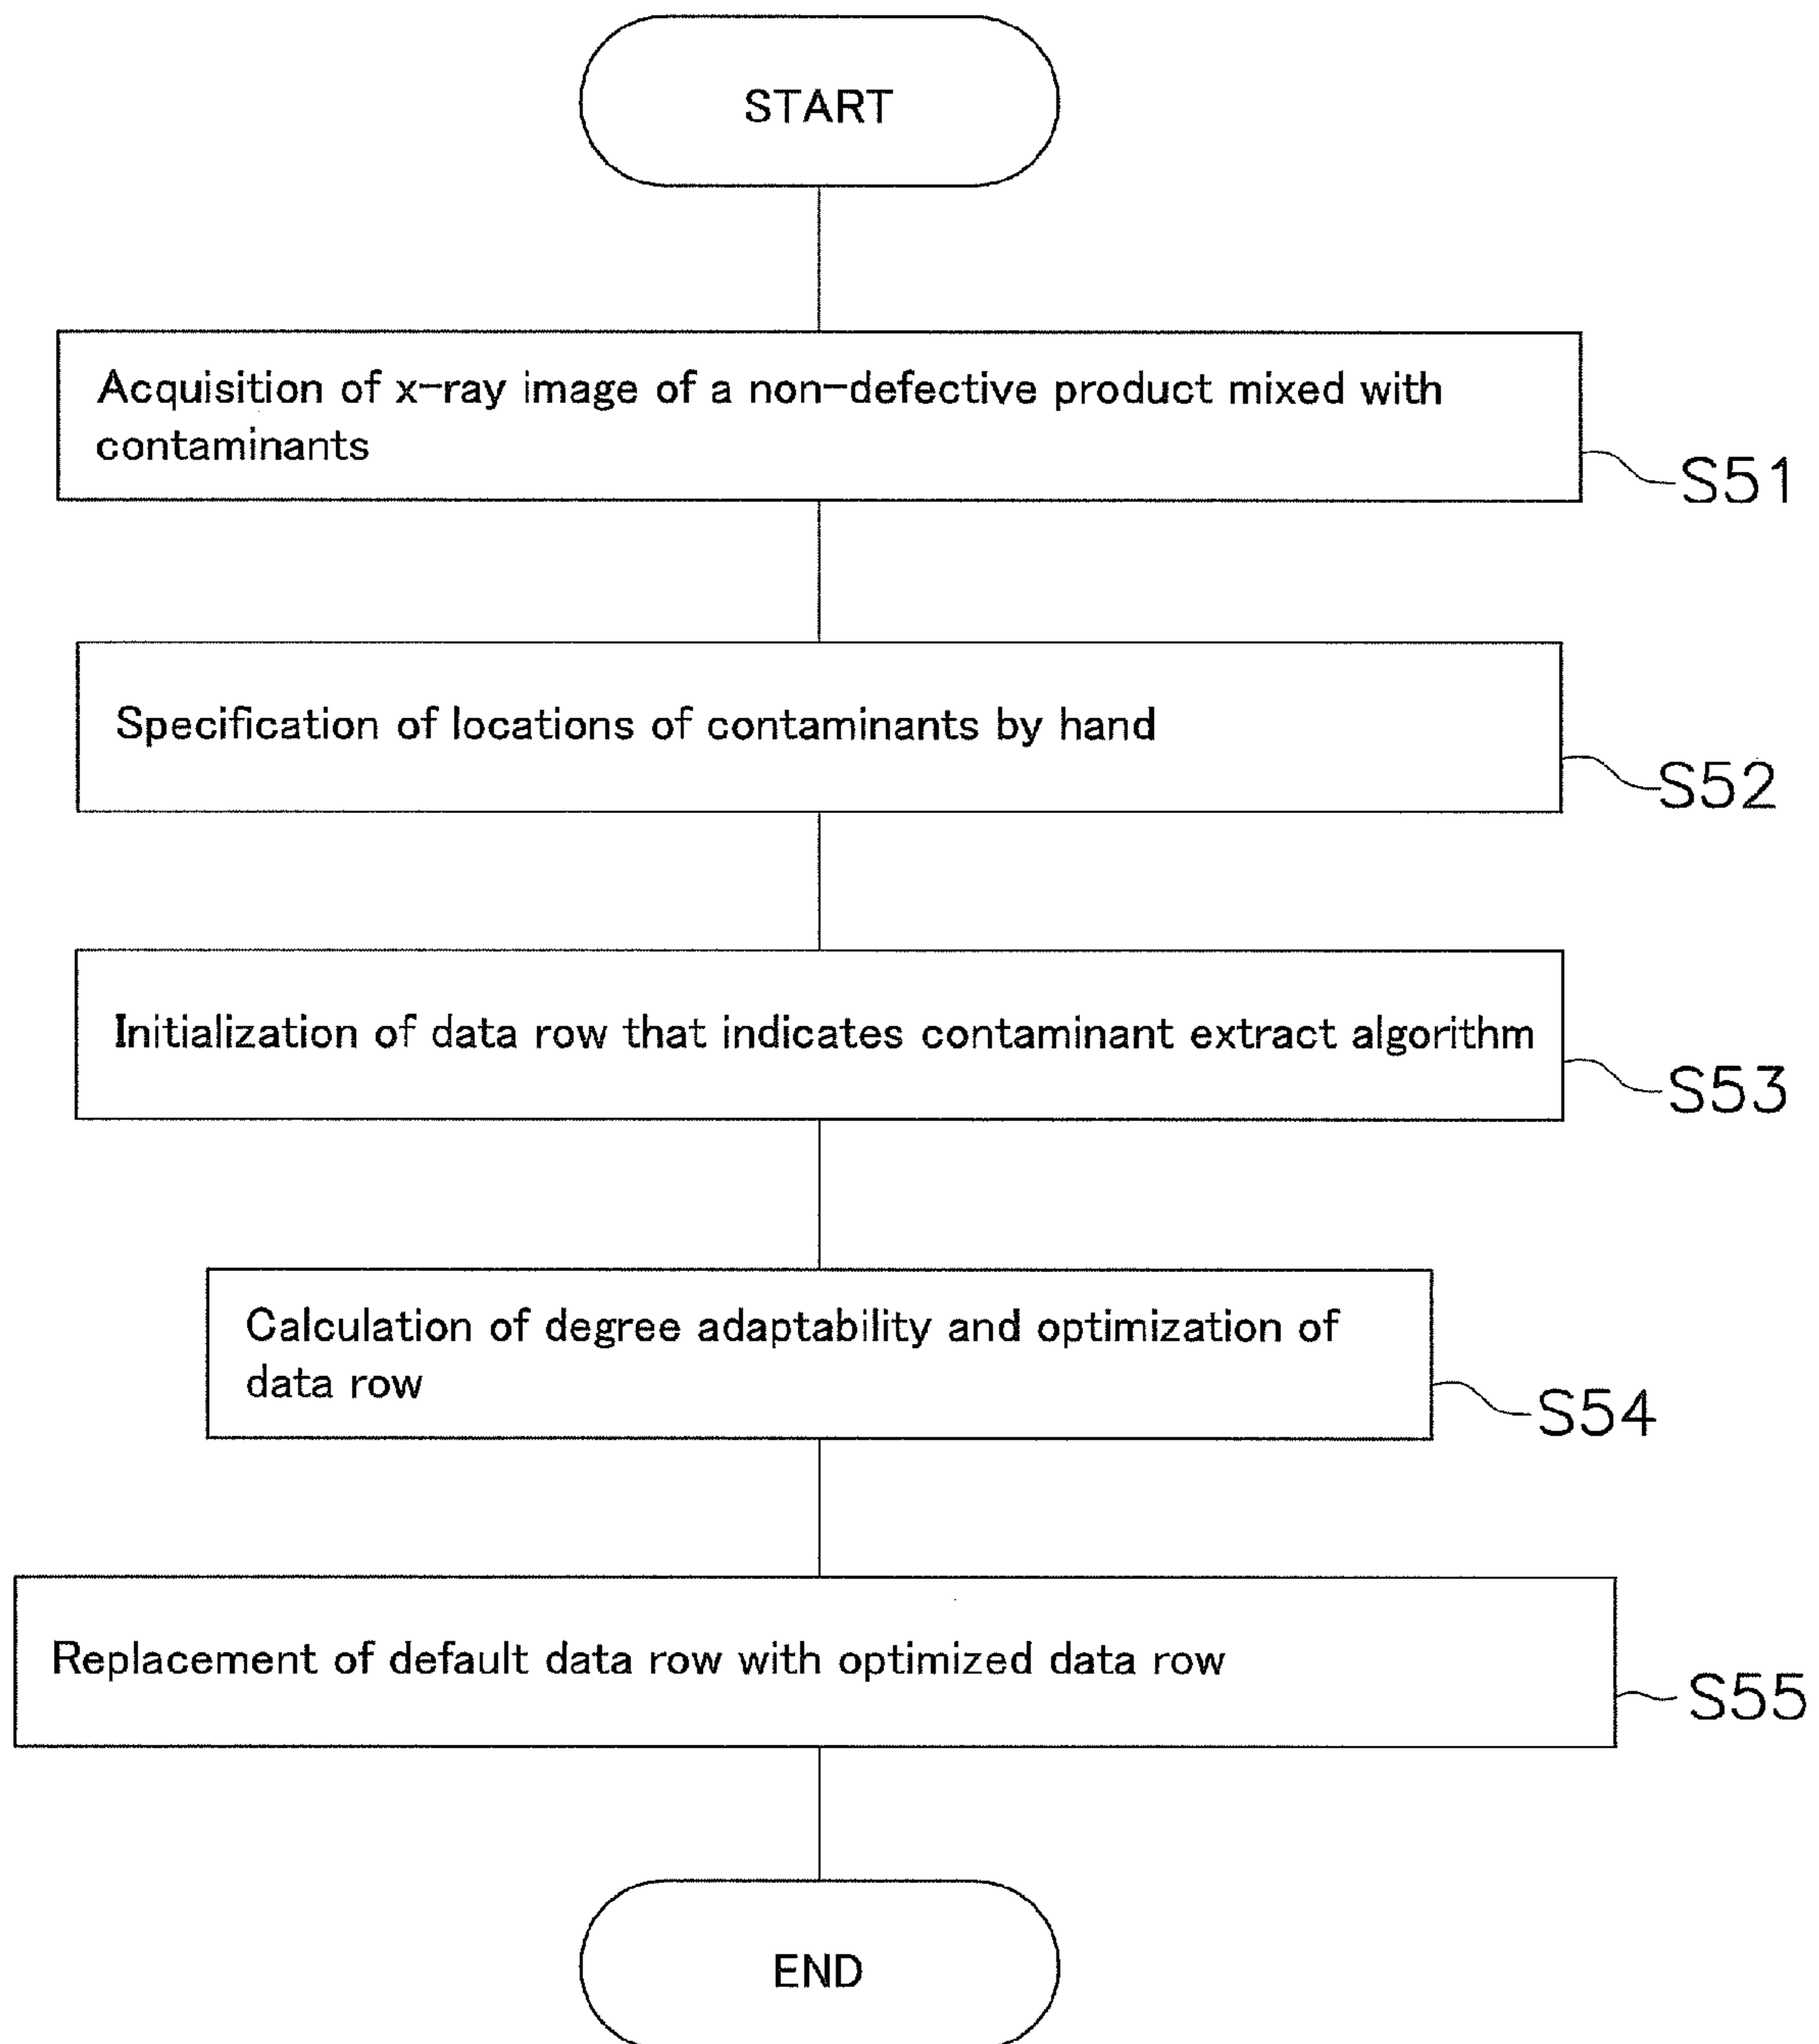 START
Acquisition of x-ray image of a non-defective product mixed with
contaminants
S51
Specification of locations of contaminants by hand
S52
Initialization of data row that indicates contaminant extract algorithm
S53
Calculation of degree adaptability and optimization of
data row
S54
Replacement of default data row with optimized data row
S55
END